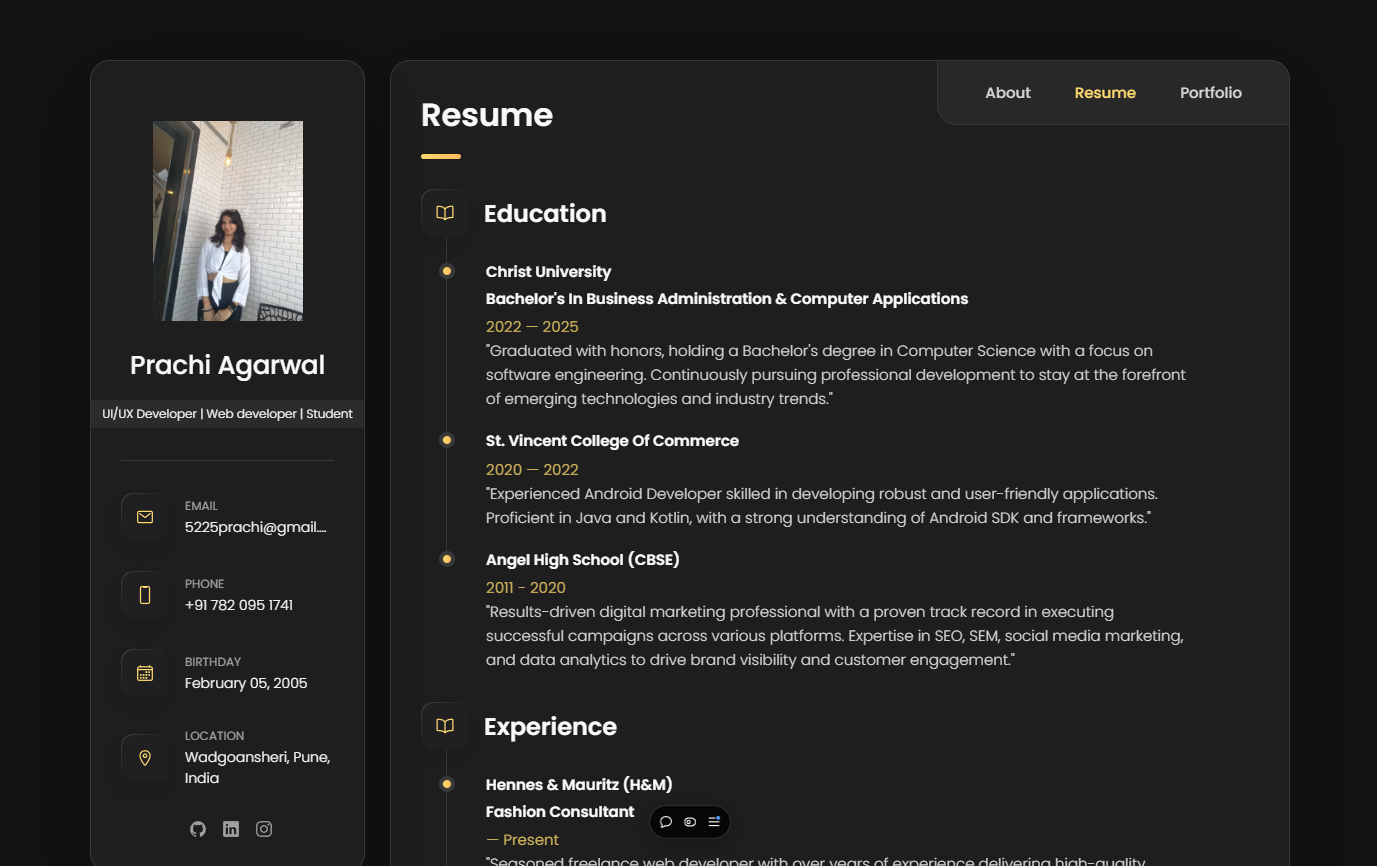 About
Resume
Portfolio
Prachi Agarwal
UI/UX Developer | Web developer | Student
EMAIL
5225prachi@gmail....
PHONE
+91 782 095 1741
BIRTHDAY
February 05, 2005
LOCATION
Wadgoansheri, Pune,
India
Resume
Education
Christ University
Bachelor's In Business Administration & Computer Applications
2022 — 2025
"Graduated with honors, holding a Bachelor's degree in Computer Science with a focus on
software engineering. Continuously pursuing professional development to stay at the forefront
of emerging technologies and industry trends."
St. Vincent College Of Commerce
2020 — 2022
"Experienced Android Developer skilled in developing robust and user-friendly applications.
Proficient in Java and Kotlin, with a strong understanding of Android SDK and frameworks."
Angel High School (CBSE)
2011 - 2020
"Results-driven digital marketing professional with a proven track record in executing
successful campaigns across various platforms. Expertise in SEO, SEM, social media marketing,
and data analytics to drive brand visibility and customer engagement."
Experience
Hennes & Mauritz (H&M)
Fashion Consultant
— Present
"Seasoned freelance web developer with over years of experience delivering high-quality